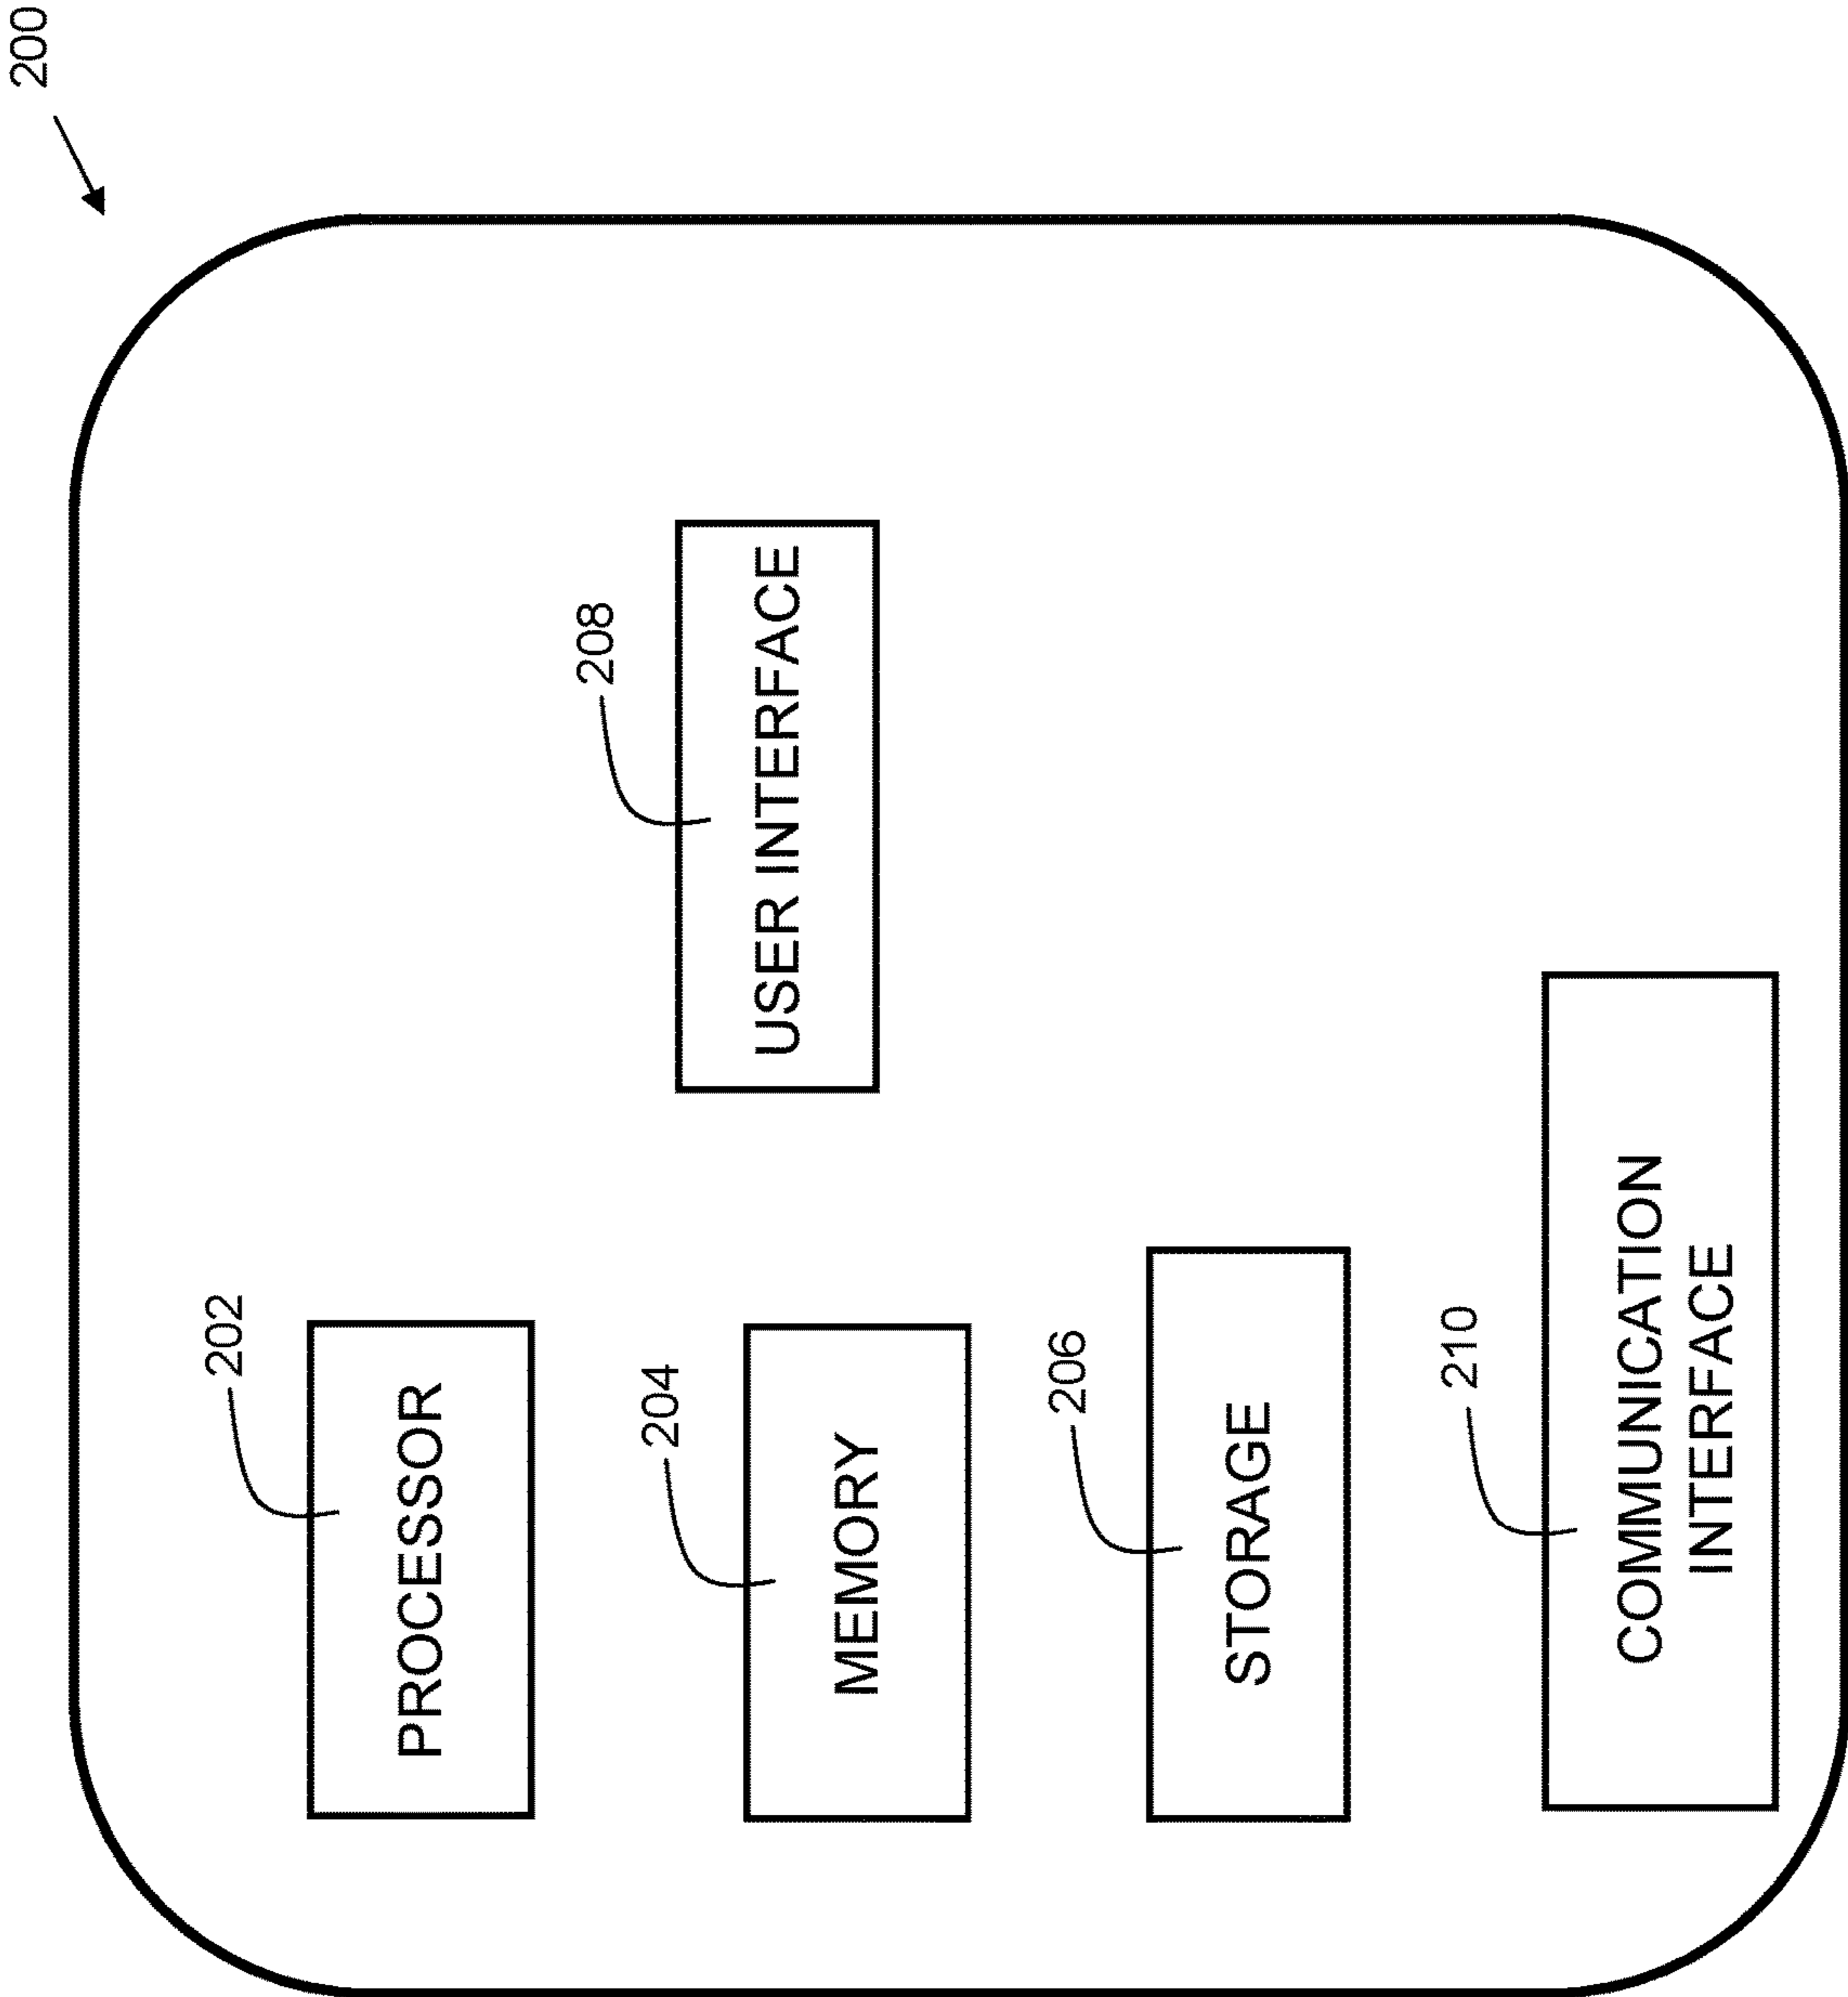 200
202
PROCESSOR
208
204
USER INTERFACE
MEMORY
206
STORAGE
210
COMMUNICATION
INTERFACE